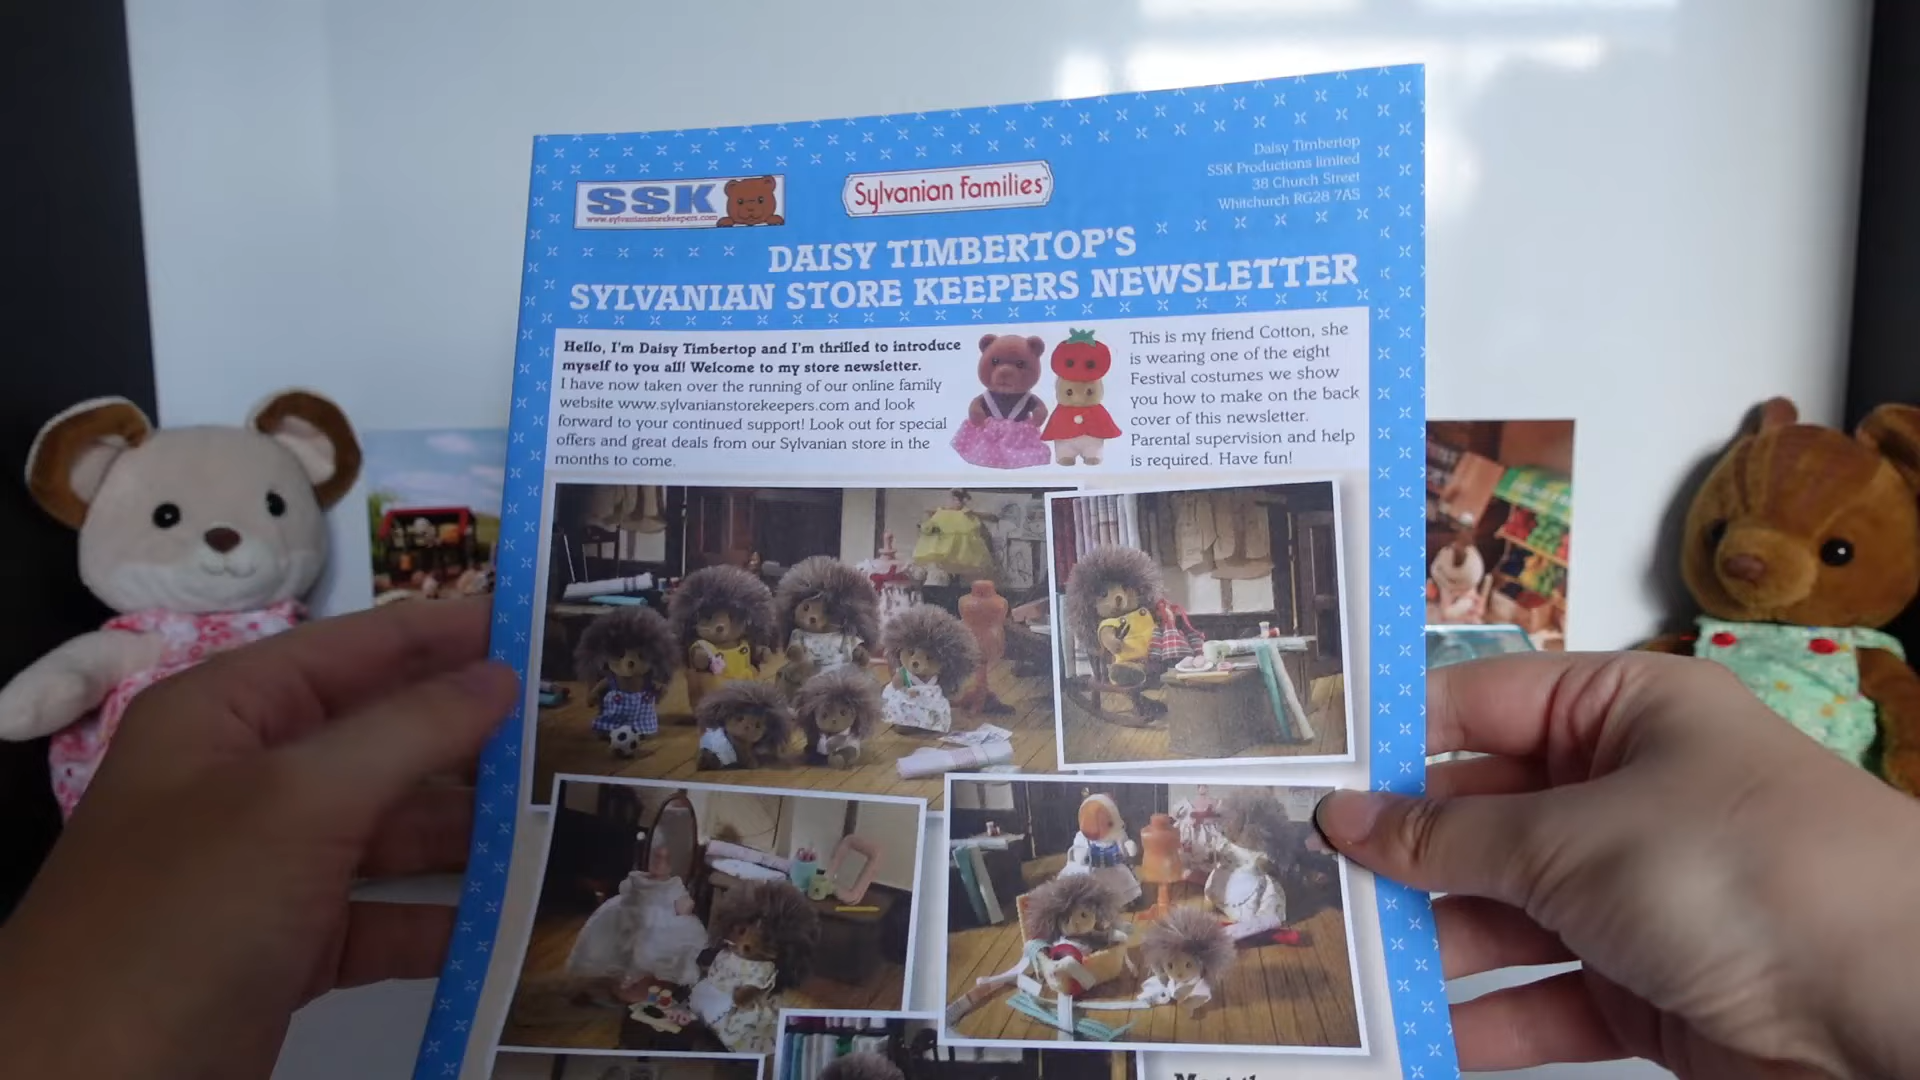 SSK
www.sylvanianstorekeepers.com
Sylvanian Families™
Daisy Timbertop
SSK Productions limited
38 Church Street
Whitchurch RG28 7AS
DAISY TIMBERTOP'S
SYLVANIAN STORE KEEPERS NEWSLETTER
Hello, I'm Daisy Timbertop and I'm thrilled to introduce
myself to you all! Welcome to my store newsletter.
I have now taken over the running of our online family
website www.sylvanianstorekeepers.com and look
forward to your continued support! Look out for special
offers and great deals from our Sylvanian store in the
months to come.
This is my friend Cotton, she
is wearing one of the eight
Festival costumes we show
you how to make on the back
cover of this newsletter.
Parental supervision and help
is required. Have fun!